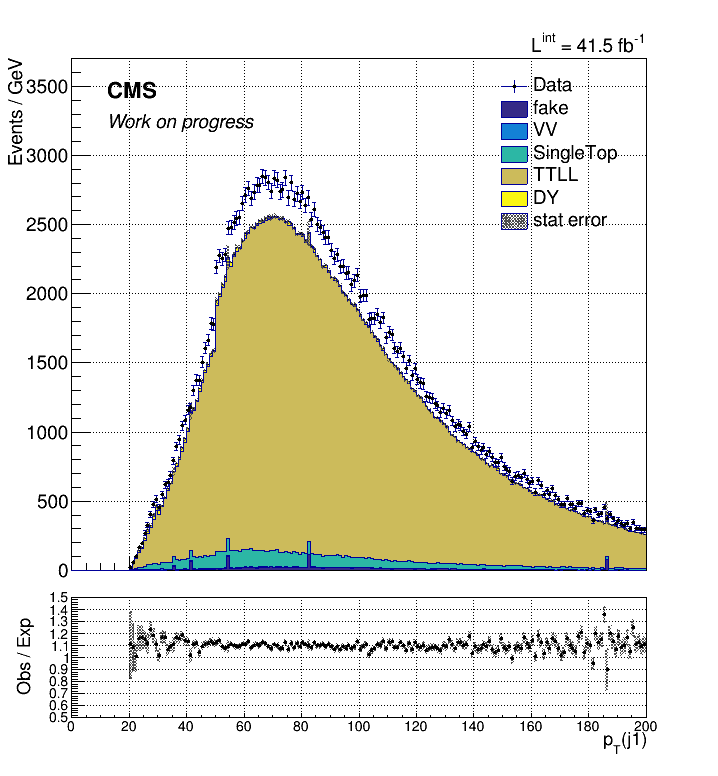 L^int = 41.5 fb^-1
Events / GeV
3500
3000
2500
2000
1500
1000
500
0
CMS
Work on progress
Data
fake
VV
SingleTop
TTLL
DY
stat error
Obs / Exp
1.5
1.4
1.3
1.2
1.1
1
0.9
0.8
0.7
0.6
0.5
0 20 40 60 80 100 120 140 160 180 200
p_T(j1)